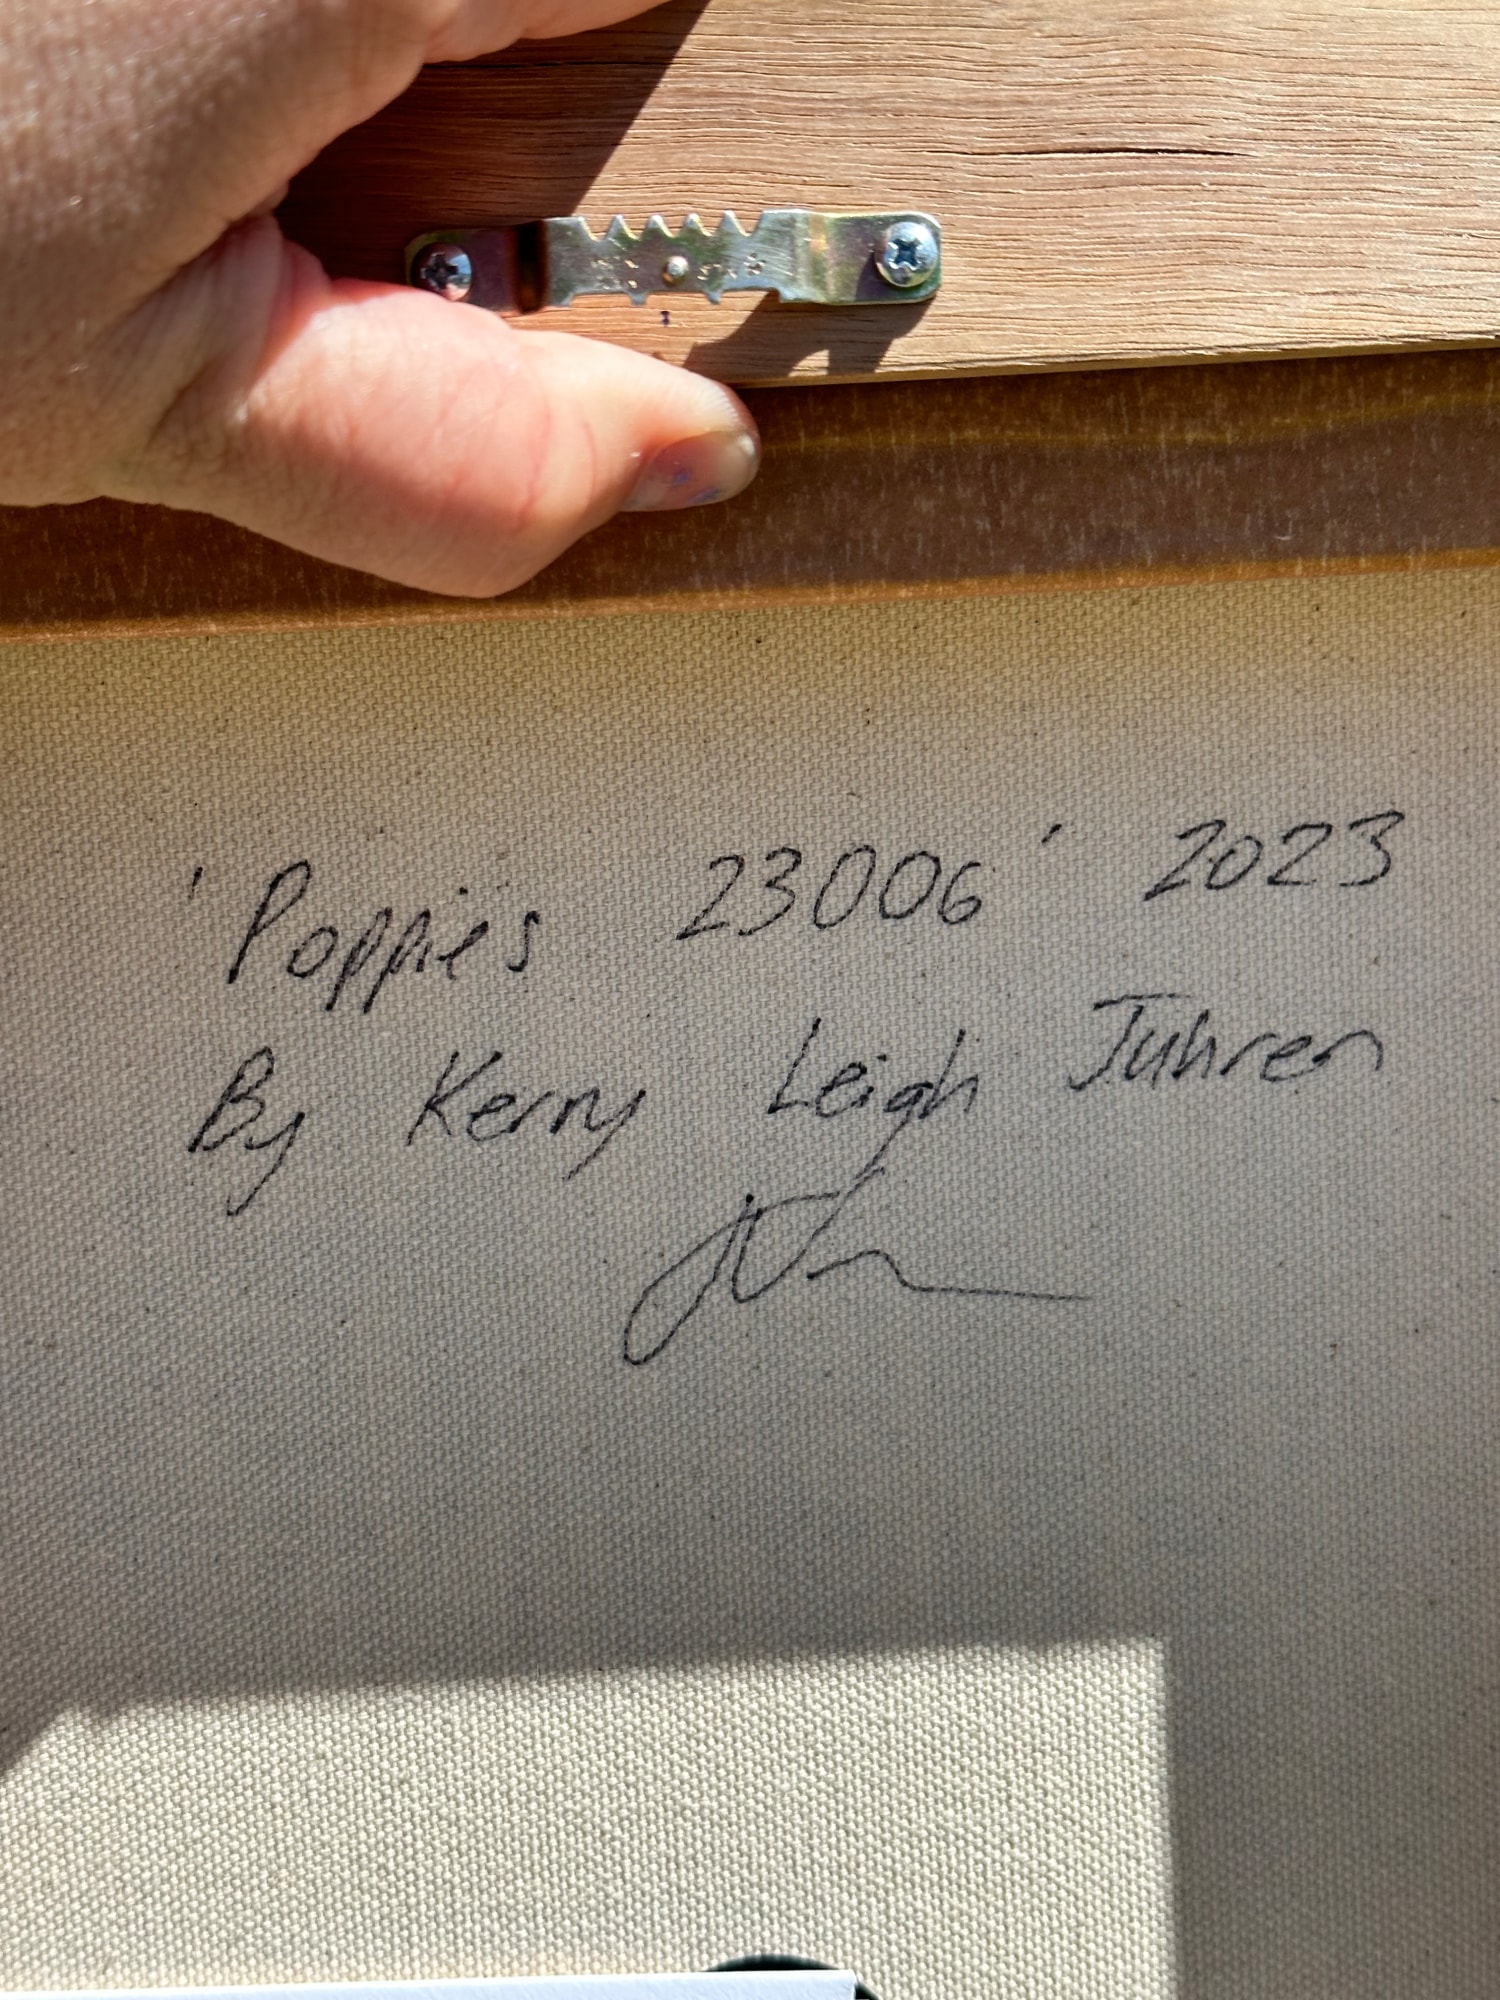 'Poppies 23006' 2023
By Kerry Leigh Juhren